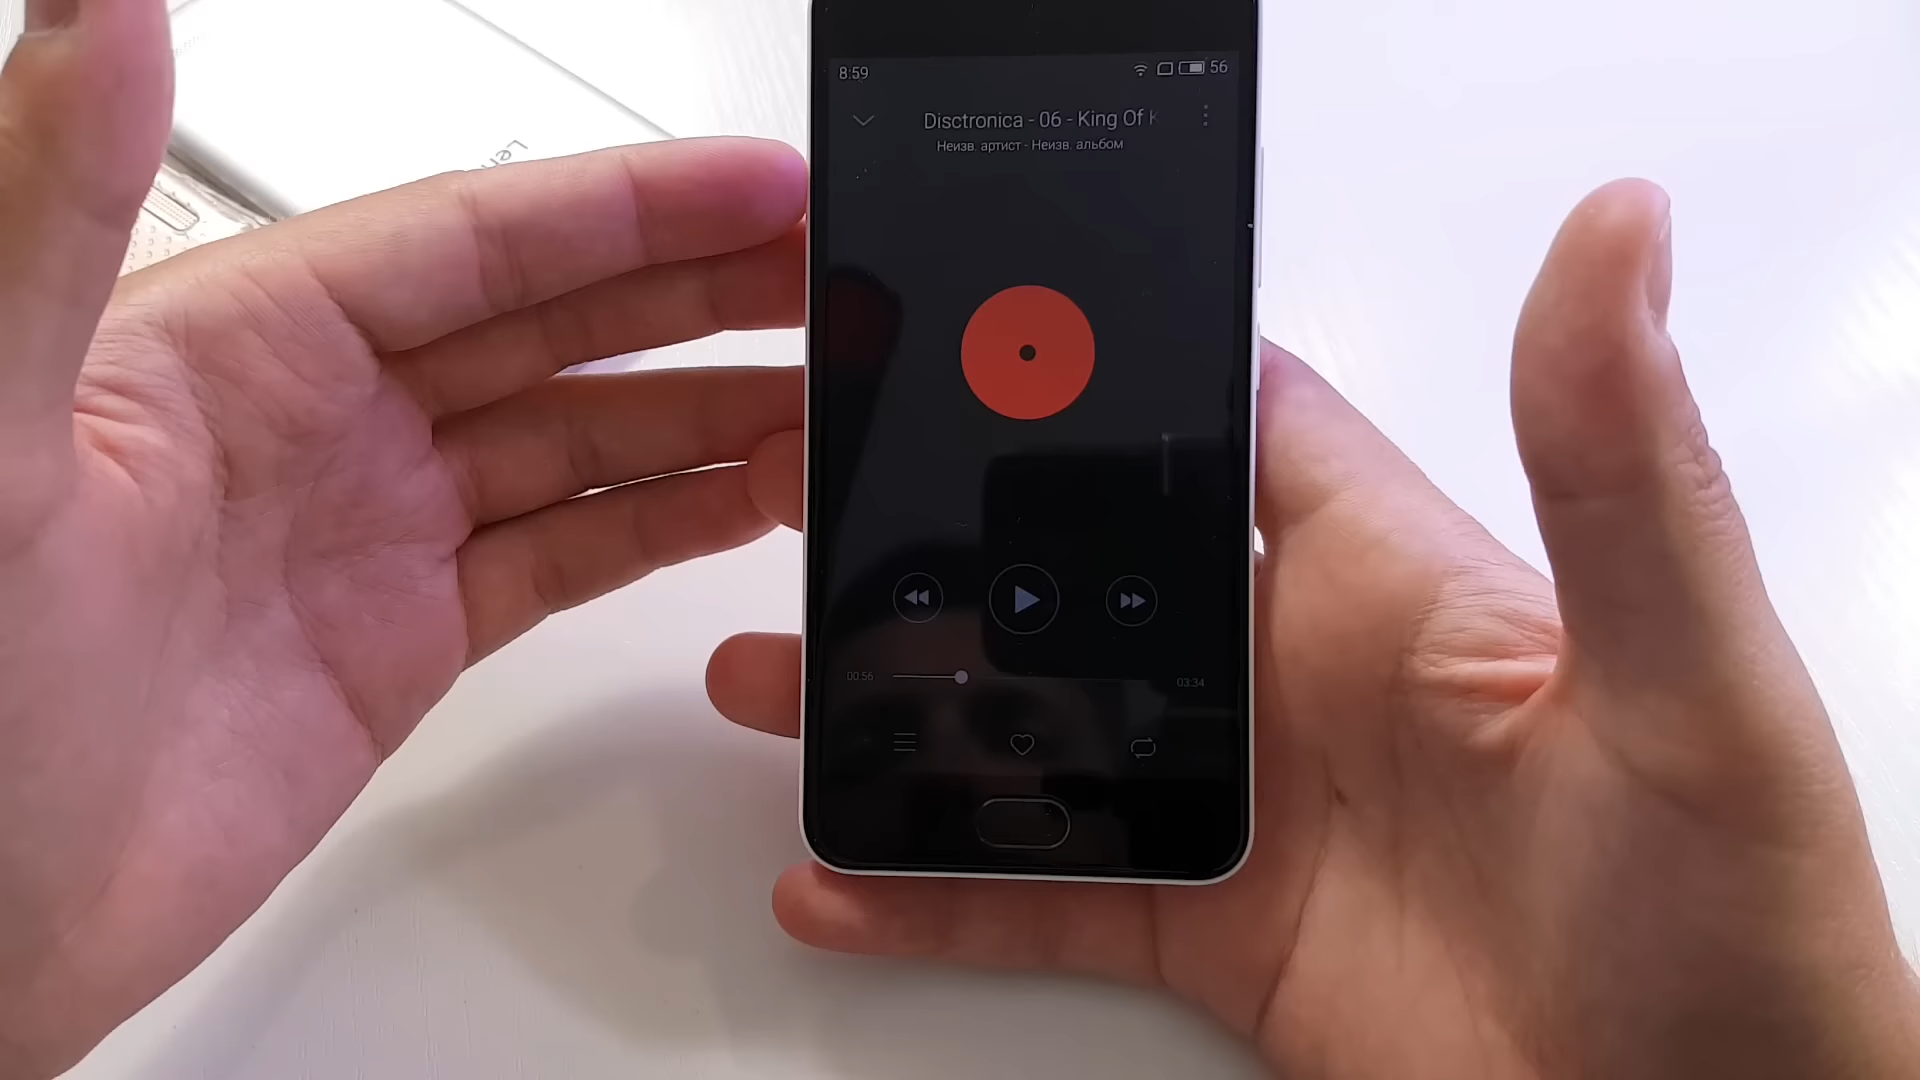 8:59 56
Disctronica - 06 - King Of
Неизв. артист - Неизв. альбом
00:56 03:34